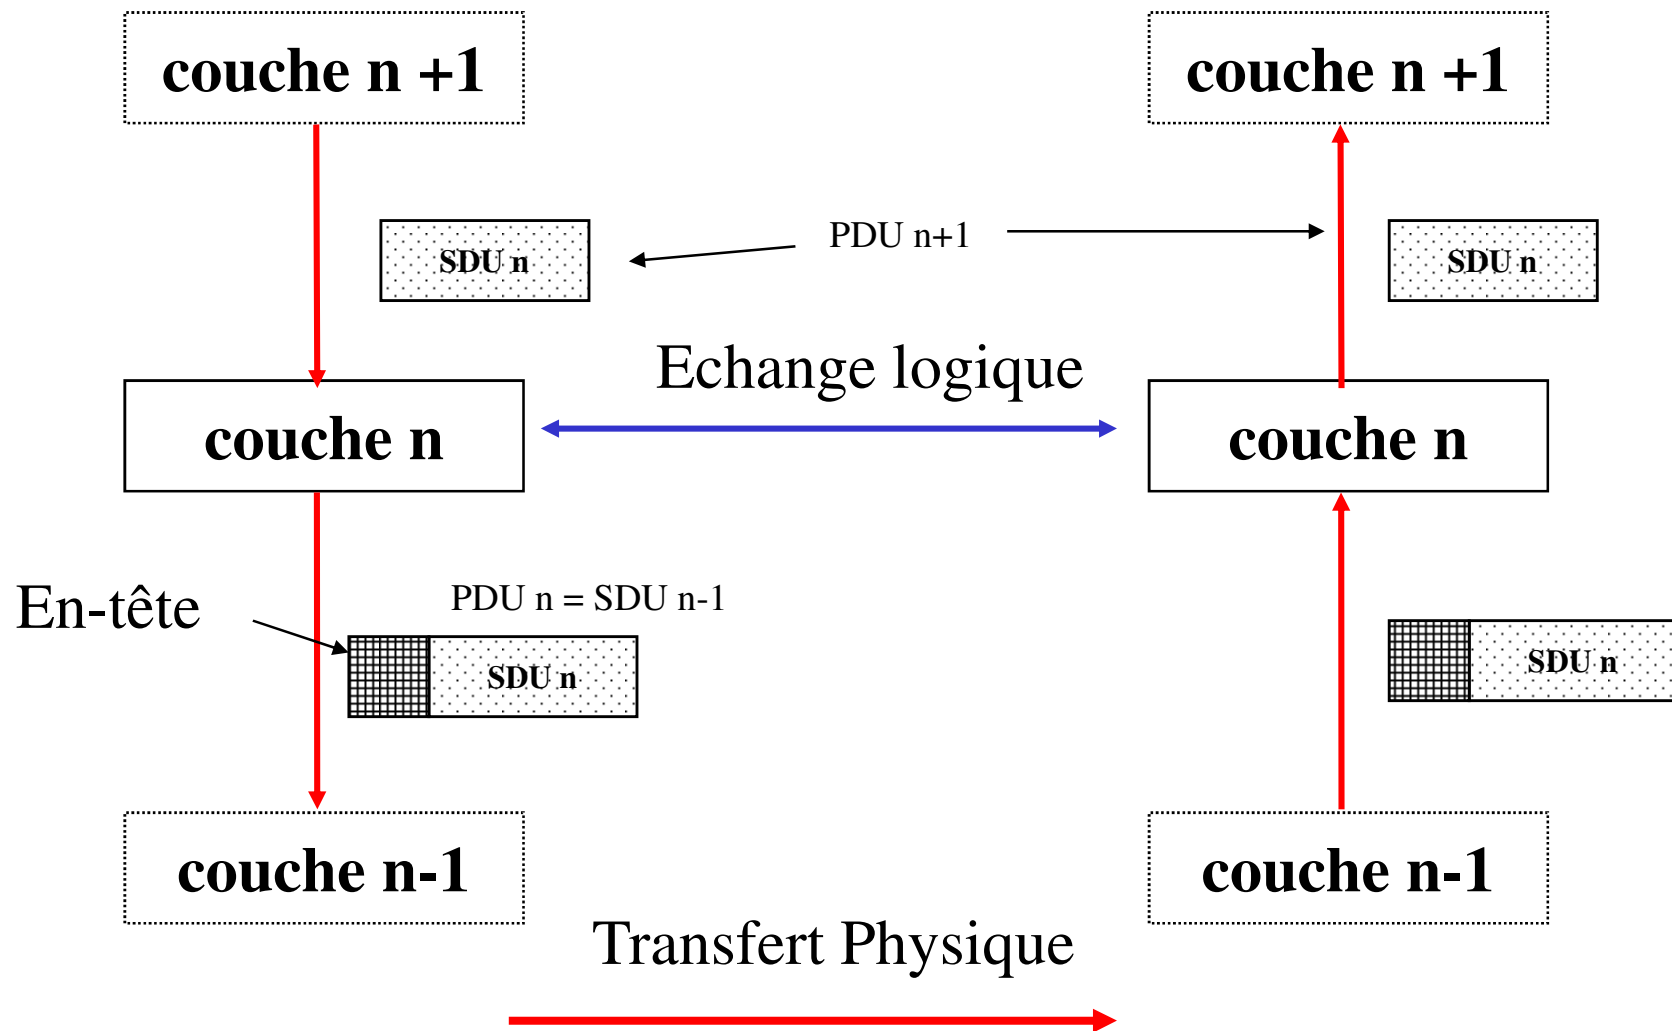 couche n +1
couche n +1
SDU n
PDU n+1
SDU n
Echange logique
couche n
couche n
En-tête
PDU n = SDU n-1
SDU n
SDU n
couche n-1
couche n-1
Transfert Physique